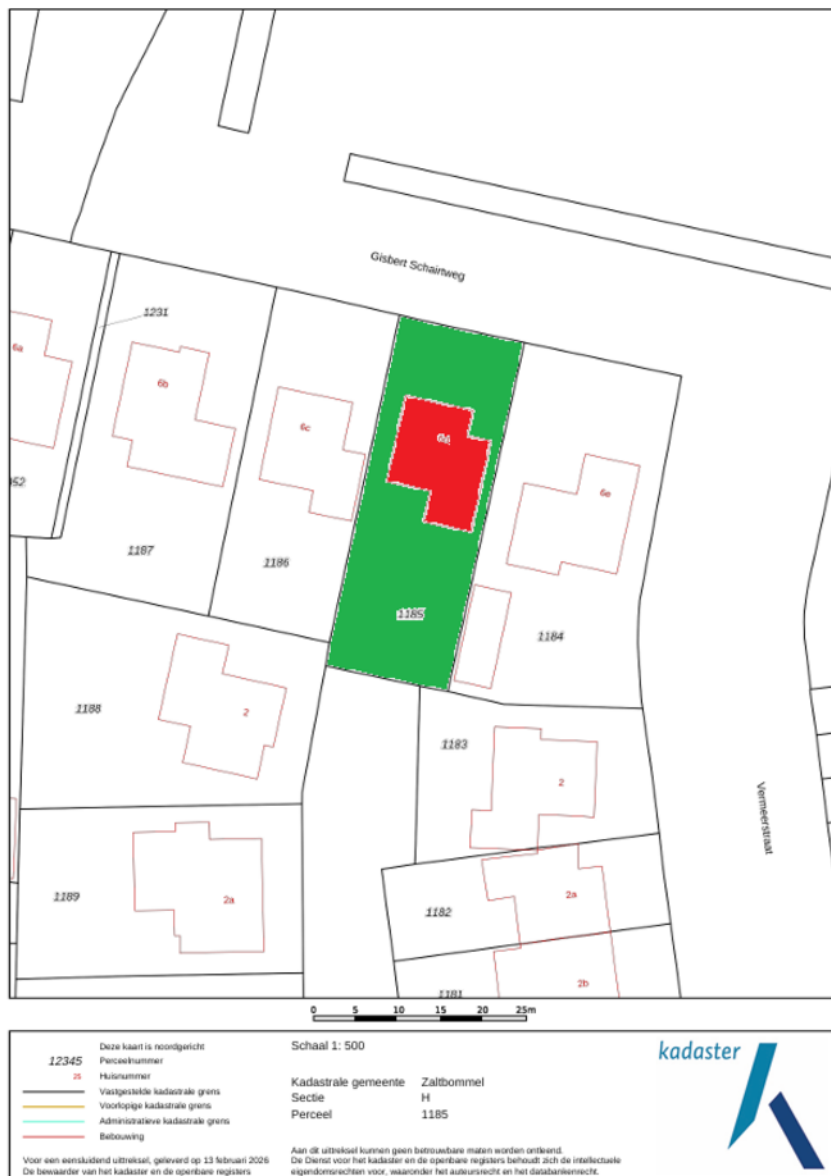 Gisbert Schairtweg
1231
6a
6b
6c
6e
952
1187
1186
1185
1184
1188
2
1183
2
Vermeerstraat
1189
2a
1182
2a
1181
2b
0 5 10 15 20 25m
Deze kaart is noordgericht
12345 Perceelnummer
25 Huisnummer
Vastgestelde kadastrale grens
Voorlopige kadastrale grens
Administratieve kadastrale grens
Bebouwing
Voor een eensluidend uittreksel, geleverd op 13 februari 2026
De bewaarder van het kadaster en de openbare registers
Schaal 1: 500
Kadastrale gemeente Zaltbommel
Sectie H
Perceel 1185
Aan dit uittreksel kunnen geen betrouwbare maten worden ontleend.
De Dienst voor het kadaster en de openbare registers behoudt zich de intellectuele
eigendomsrechten voor, waaronder het auteursrecht en het databankenrecht.
kadaster